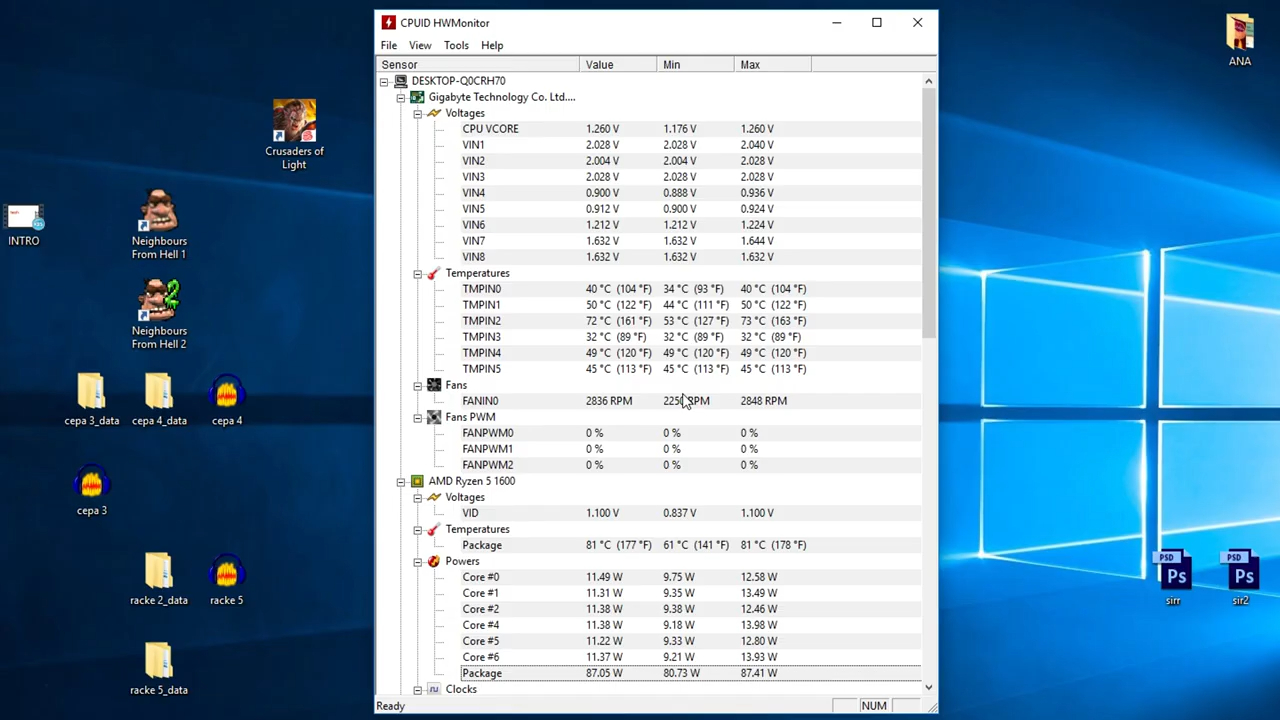 CPUID HWMonitor
File View Tools Help
Sensor Value Min Max
DESKTOP-Q0CRH70
Gigabyte Technology Co. Ltd....
Voltages
CPU VCORE 1.260 V 1.176 V 1.260 V
VIN1 2.028 V 2.028 V 2.040 V
VIN2 2.004 V 2.004 V 2.028 V
VIN3 2.028 V 2.028 V 2.028 V
VIN4 0.900 V 0.888 V 0.936 V
VIN5 0.912 V 0.900 V 0.924 V
VIN6 1.212 V 1.212 V 1.224 V
VIN7 1.632 V 1.632 V 1.644 V
VIN8 1.632 V 1.632 V 1.632 V
Temperatures
TMPIN0 40 °C (104 °F) 34 °C (93 °F) 40 °C (104 °F)
TMPIN1 50 °C (122 °F) 44 °C (111 °F) 50 °C (122 °F)
TMPIN2 72 °C (161 °F) 53 °C (127 °F) 73 °C (163 °F)
TMPIN3 32 °C (89 °F) 32 °C (89 °F) 32 °C (89 °F)
TMPIN4 49 °C (120 °F) 49 °C (120 °F) 49 °C (120 °F)
TMPIN5 45 °C (113 °F) 45 °C (113 °F) 45 °C (113 °F)
Fans
FANIN0 2836 RPM RPM 2848 RPM
Fans PWM
FANPWM0 0 % 0 % 0 %
FANPWM1 0 % 0 % 0 %
FANPWM2 0 % 0 % 0 %
AMD Ryzen 5 1600
Voltages
VID 1.100 V 0.837 V 1.100 V
Temperatures
Package 81 °C (177 °F) 61 °C (141 °F) 81 °C (178 °F)
Powers
Core #0 11.49 W 9.75 W 12.58 W
Core #1 11.31 W 9.35 W 13.49 W
Core #2 11.38 W 9.38 W 12.46 W
Core #4 11.38 W 9.18 W 13.98 W
Core #5 11.22 W 9.33 W 12.80 W
Core #6 11.37 W 9.21 W 13.93 W
Package 87.05 W 80.73 W 87.41 W
Clocks
Ready NUM
Crusaders of
Light
INTRO
Neighbours
From Hell 1
Neighbours
From Hell 2
cepa 3_data cepa 4_data cepa 4
cepa 3
racke 2_data racke 5
racke 5_data
ANA
PSD PSD
Ps Ps
sirr sir2